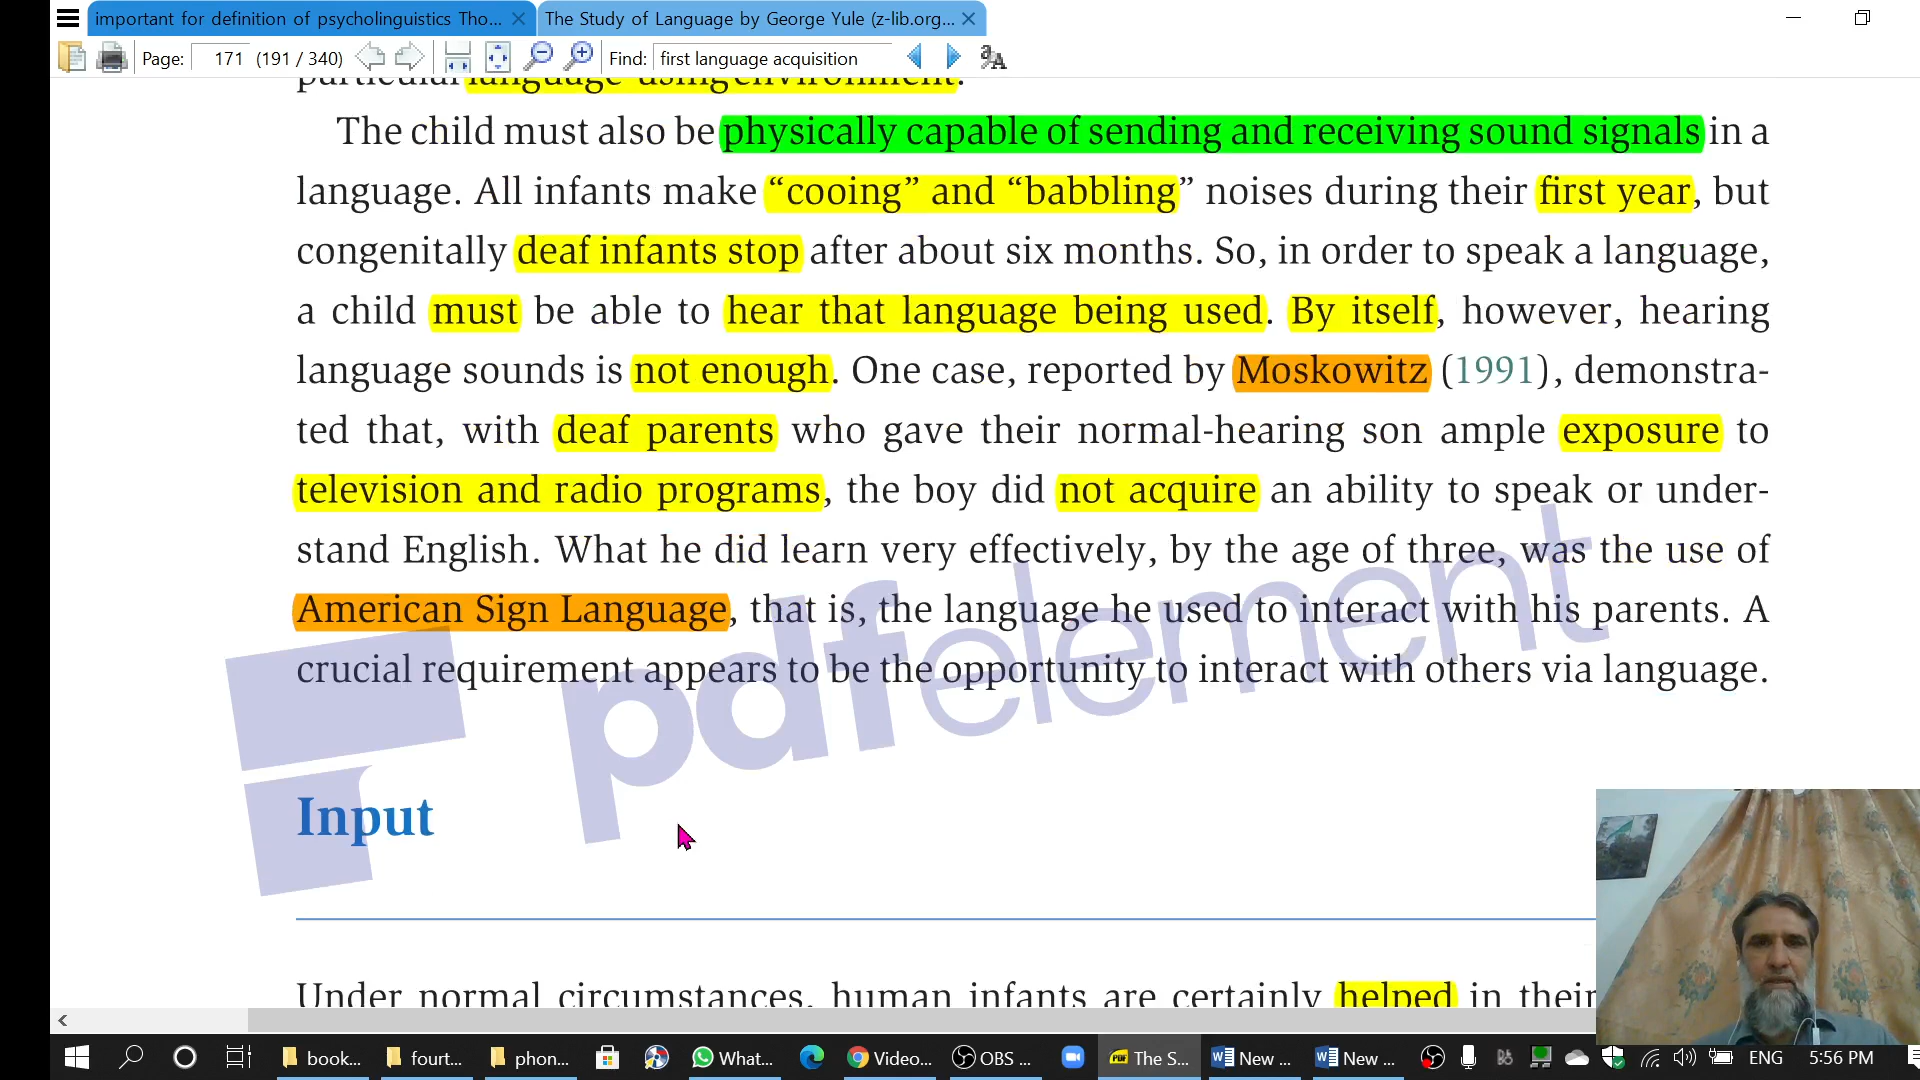 important for definition of psycholinguistics Tho...
The Study of Language by George Yule (z-lib.org...
Page: 171 (191 / 340) Find: first language acquisition
particular language-using environment.
The child must also be physically capable of sending and receiving sound signals in a
language. All infants make “cooing” and “babbling” noises during their first year, but
congenitally deaf infants stop after about six months. So, in order to speak a language,
a child must be able to hear that language being used. By itself, however, hearing
language sounds is not enough. One case, reported by Moskowitz (1991), demonstra-
ted that, with deaf parents who gave their normal-hearing son ample exposure to
television and radio programs, the boy did not acquire an ability to speak or under-
stand English. What he did learn very effectively, by the age of three, was the use of
American Sign Language, that is, the language he used to interact with his parents. A
crucial requirement appears to be the opportunity to interact with others via language.
pdfelement
Input
Under normal circumstances, human infants are certainly helped in their
book... fourt... phon... What... Video... OBS ... The S... New ... New ... ENG 5:56 PM